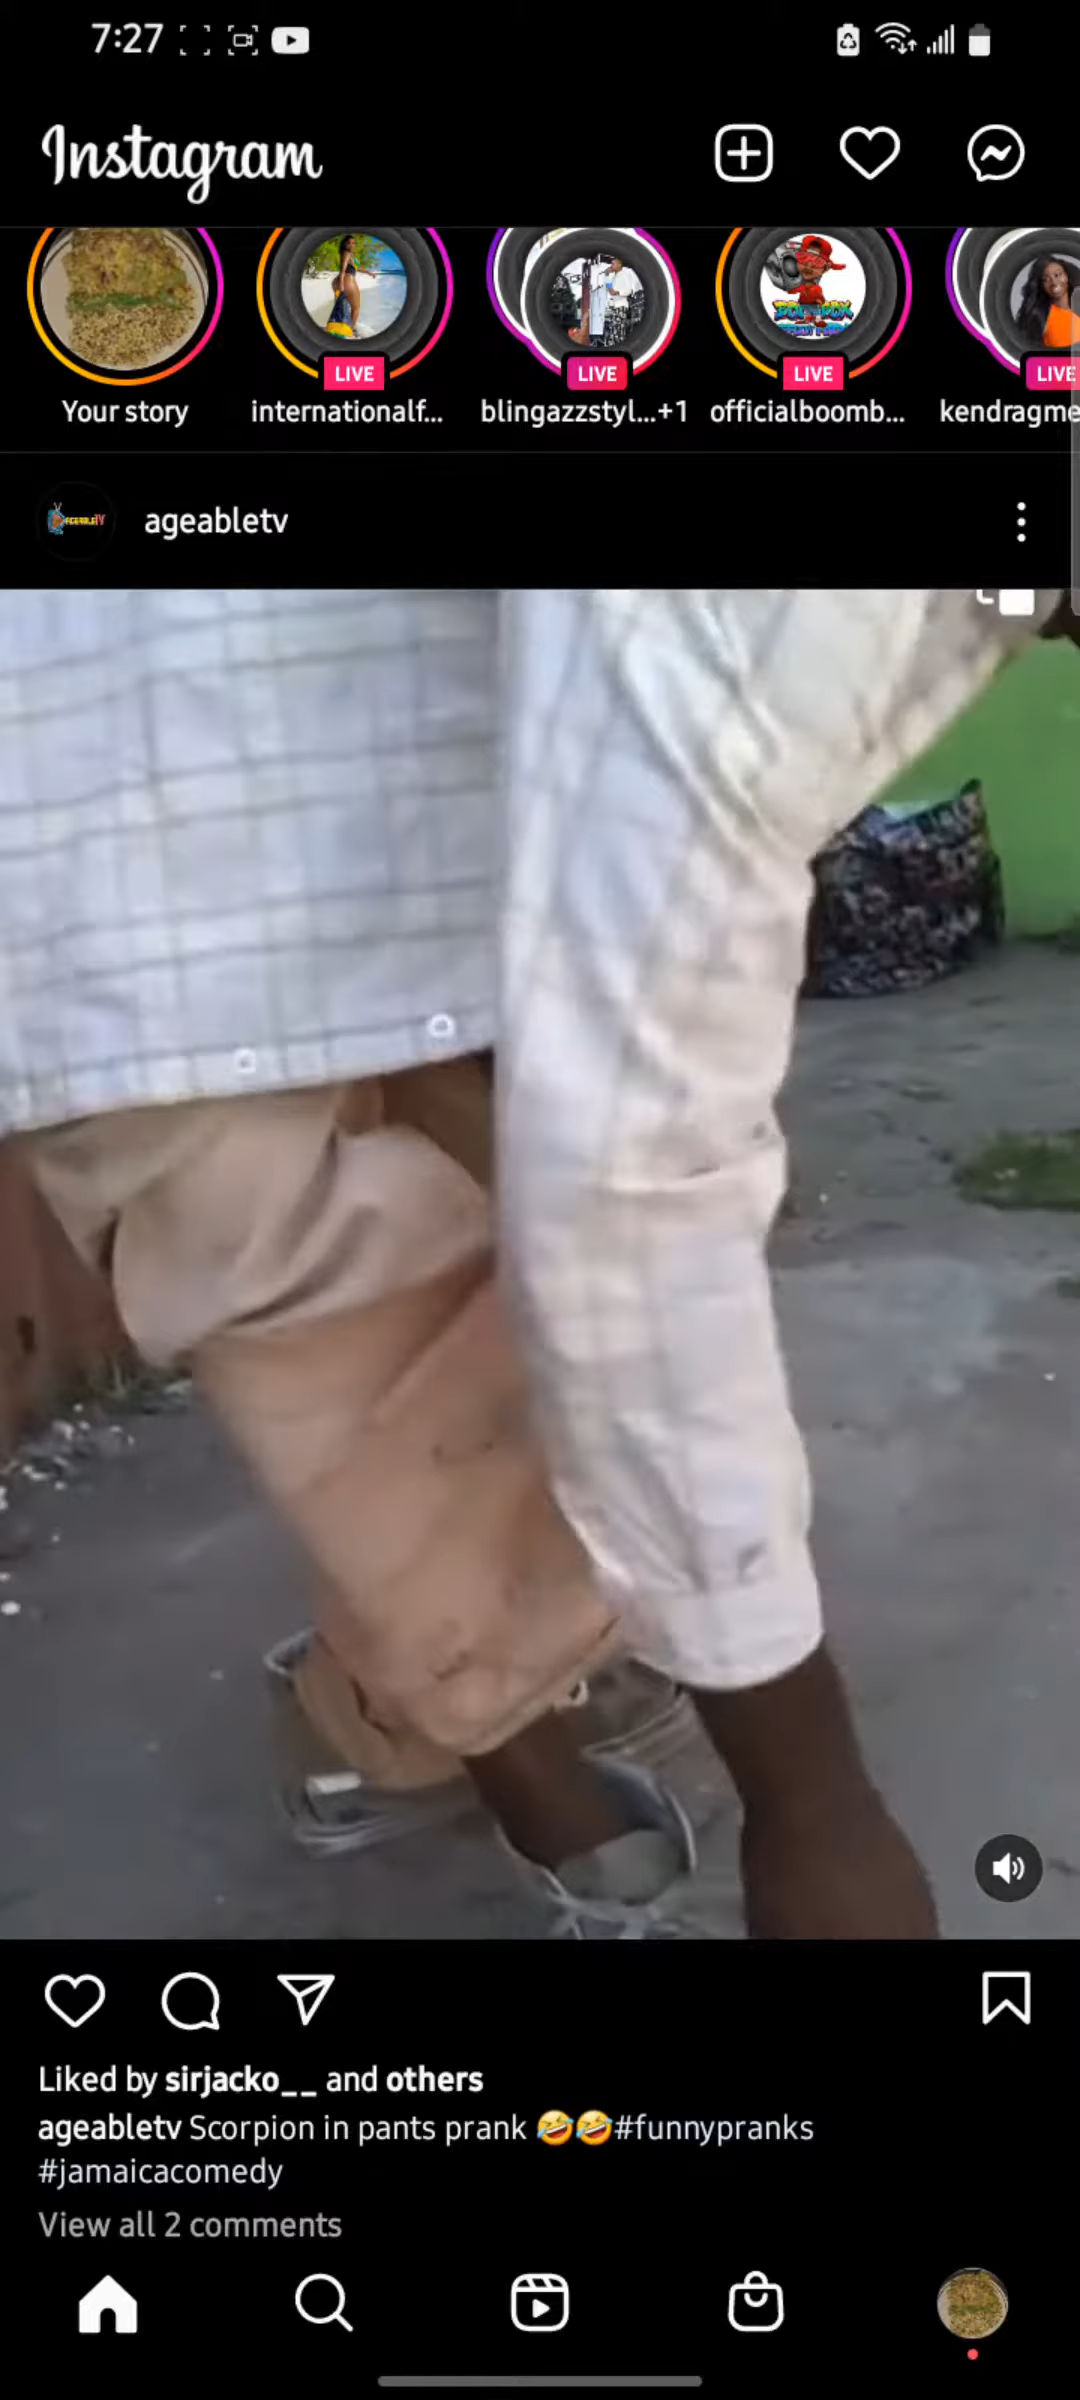 7:27
Instagram
LIVE
LIVE
LIVE
LIVE
Your story
internationalf...
blingazzstyl...+1
officialboomb...
kendragme
ageabletv
Liked by sirjacko__ and others
ageabletv Scorpion in pants prank 🤣🤣#funnypranks
#jamaicacomedy
View all 2 comments